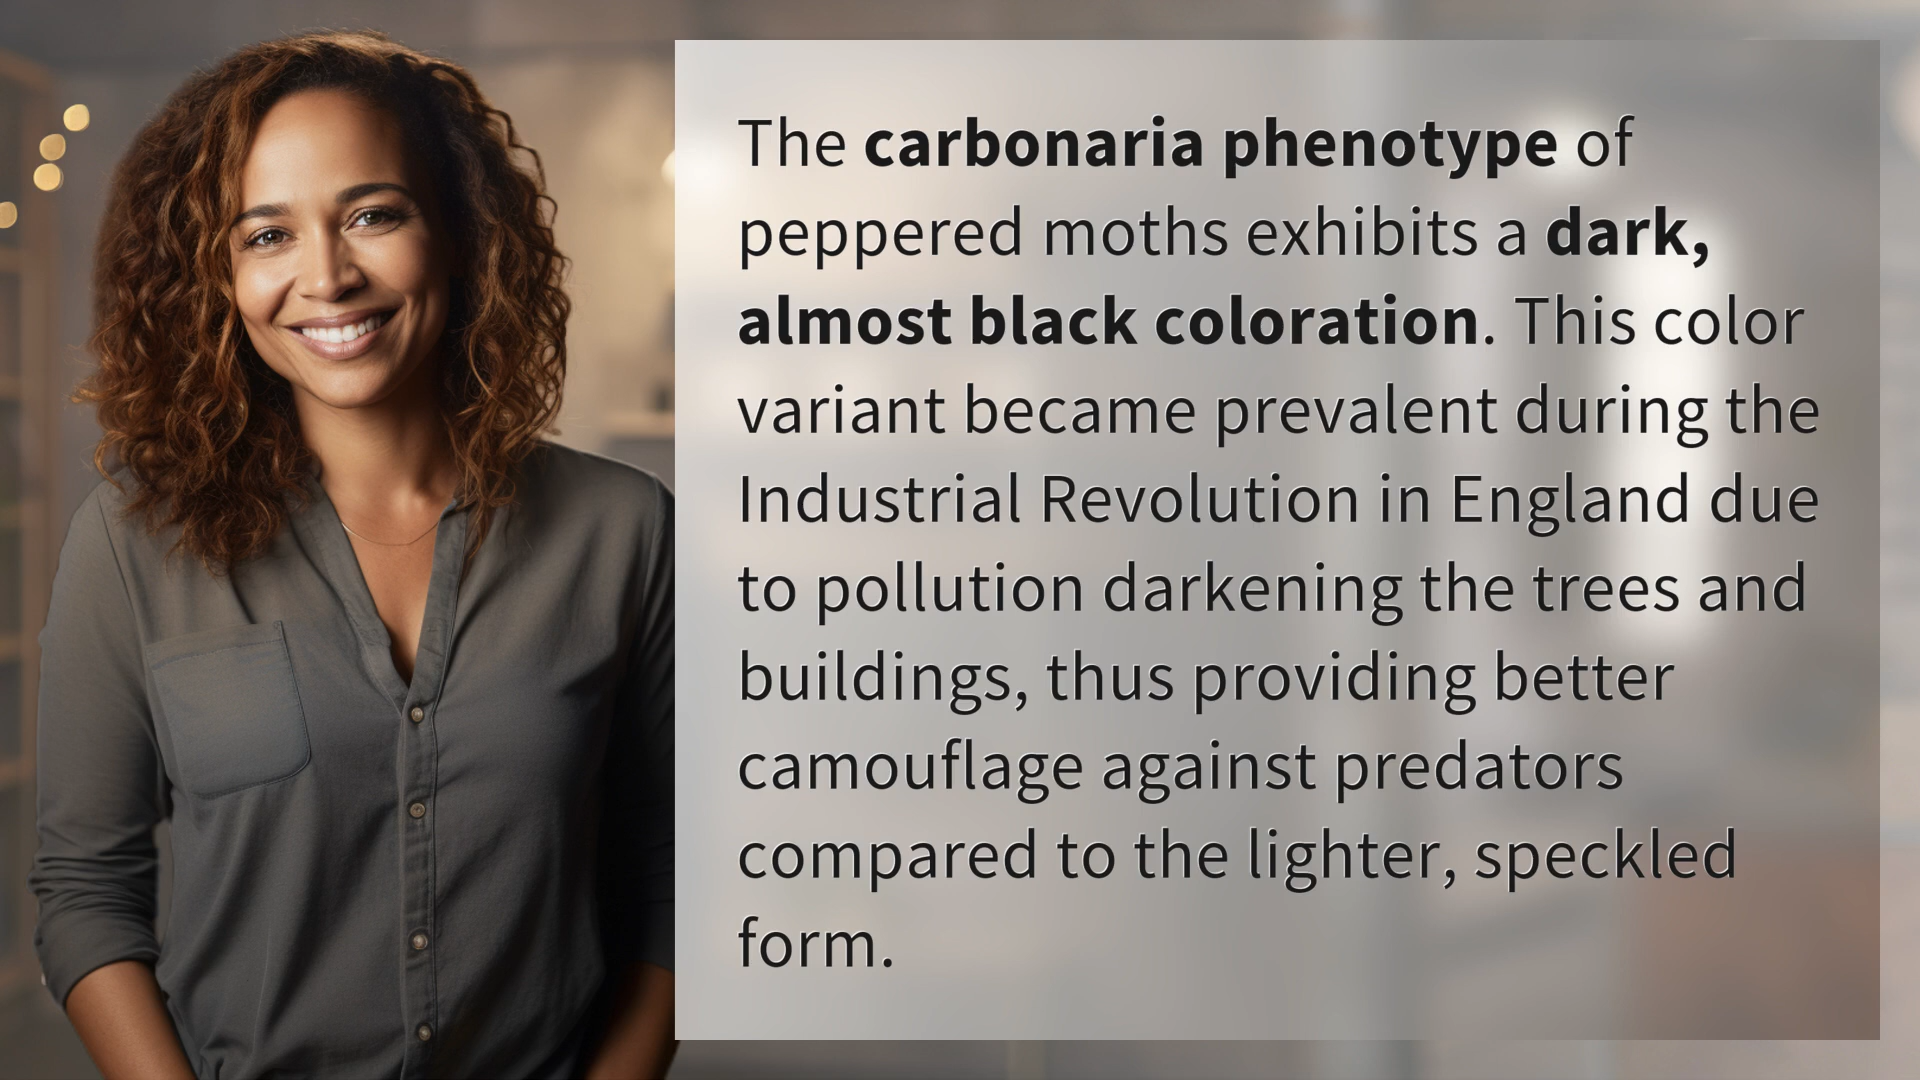 The carbonaria phenotype of
peppered moths exhibits a dark,
almost black coloration. This color
variant became prevalent during the
Industrial Revolution in England due
to pollution darkening the trees and
buildings, thus providing better
camouflage against predators
compared to the lighter, speckled
form.